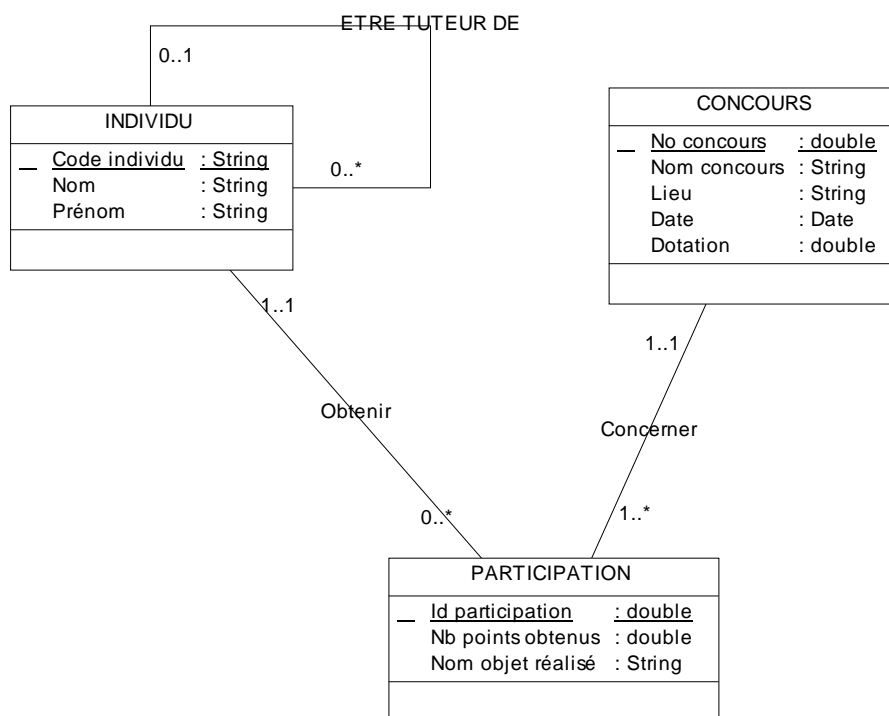 ETRE TUTEUR DE
0..1
INDIVIDU
Code individu : String
Nom : String
Prénom : String
0..*
CONCOURS
No concours : double
Nom concours : String
Lieu : String
Date : Date
Dotation : double
1..1
1..1
Obtenir
Concerner
0..*
1..*
PARTICIPATION
Id participation : double
Nb points obtenus : double
Nom objet réalisé : String